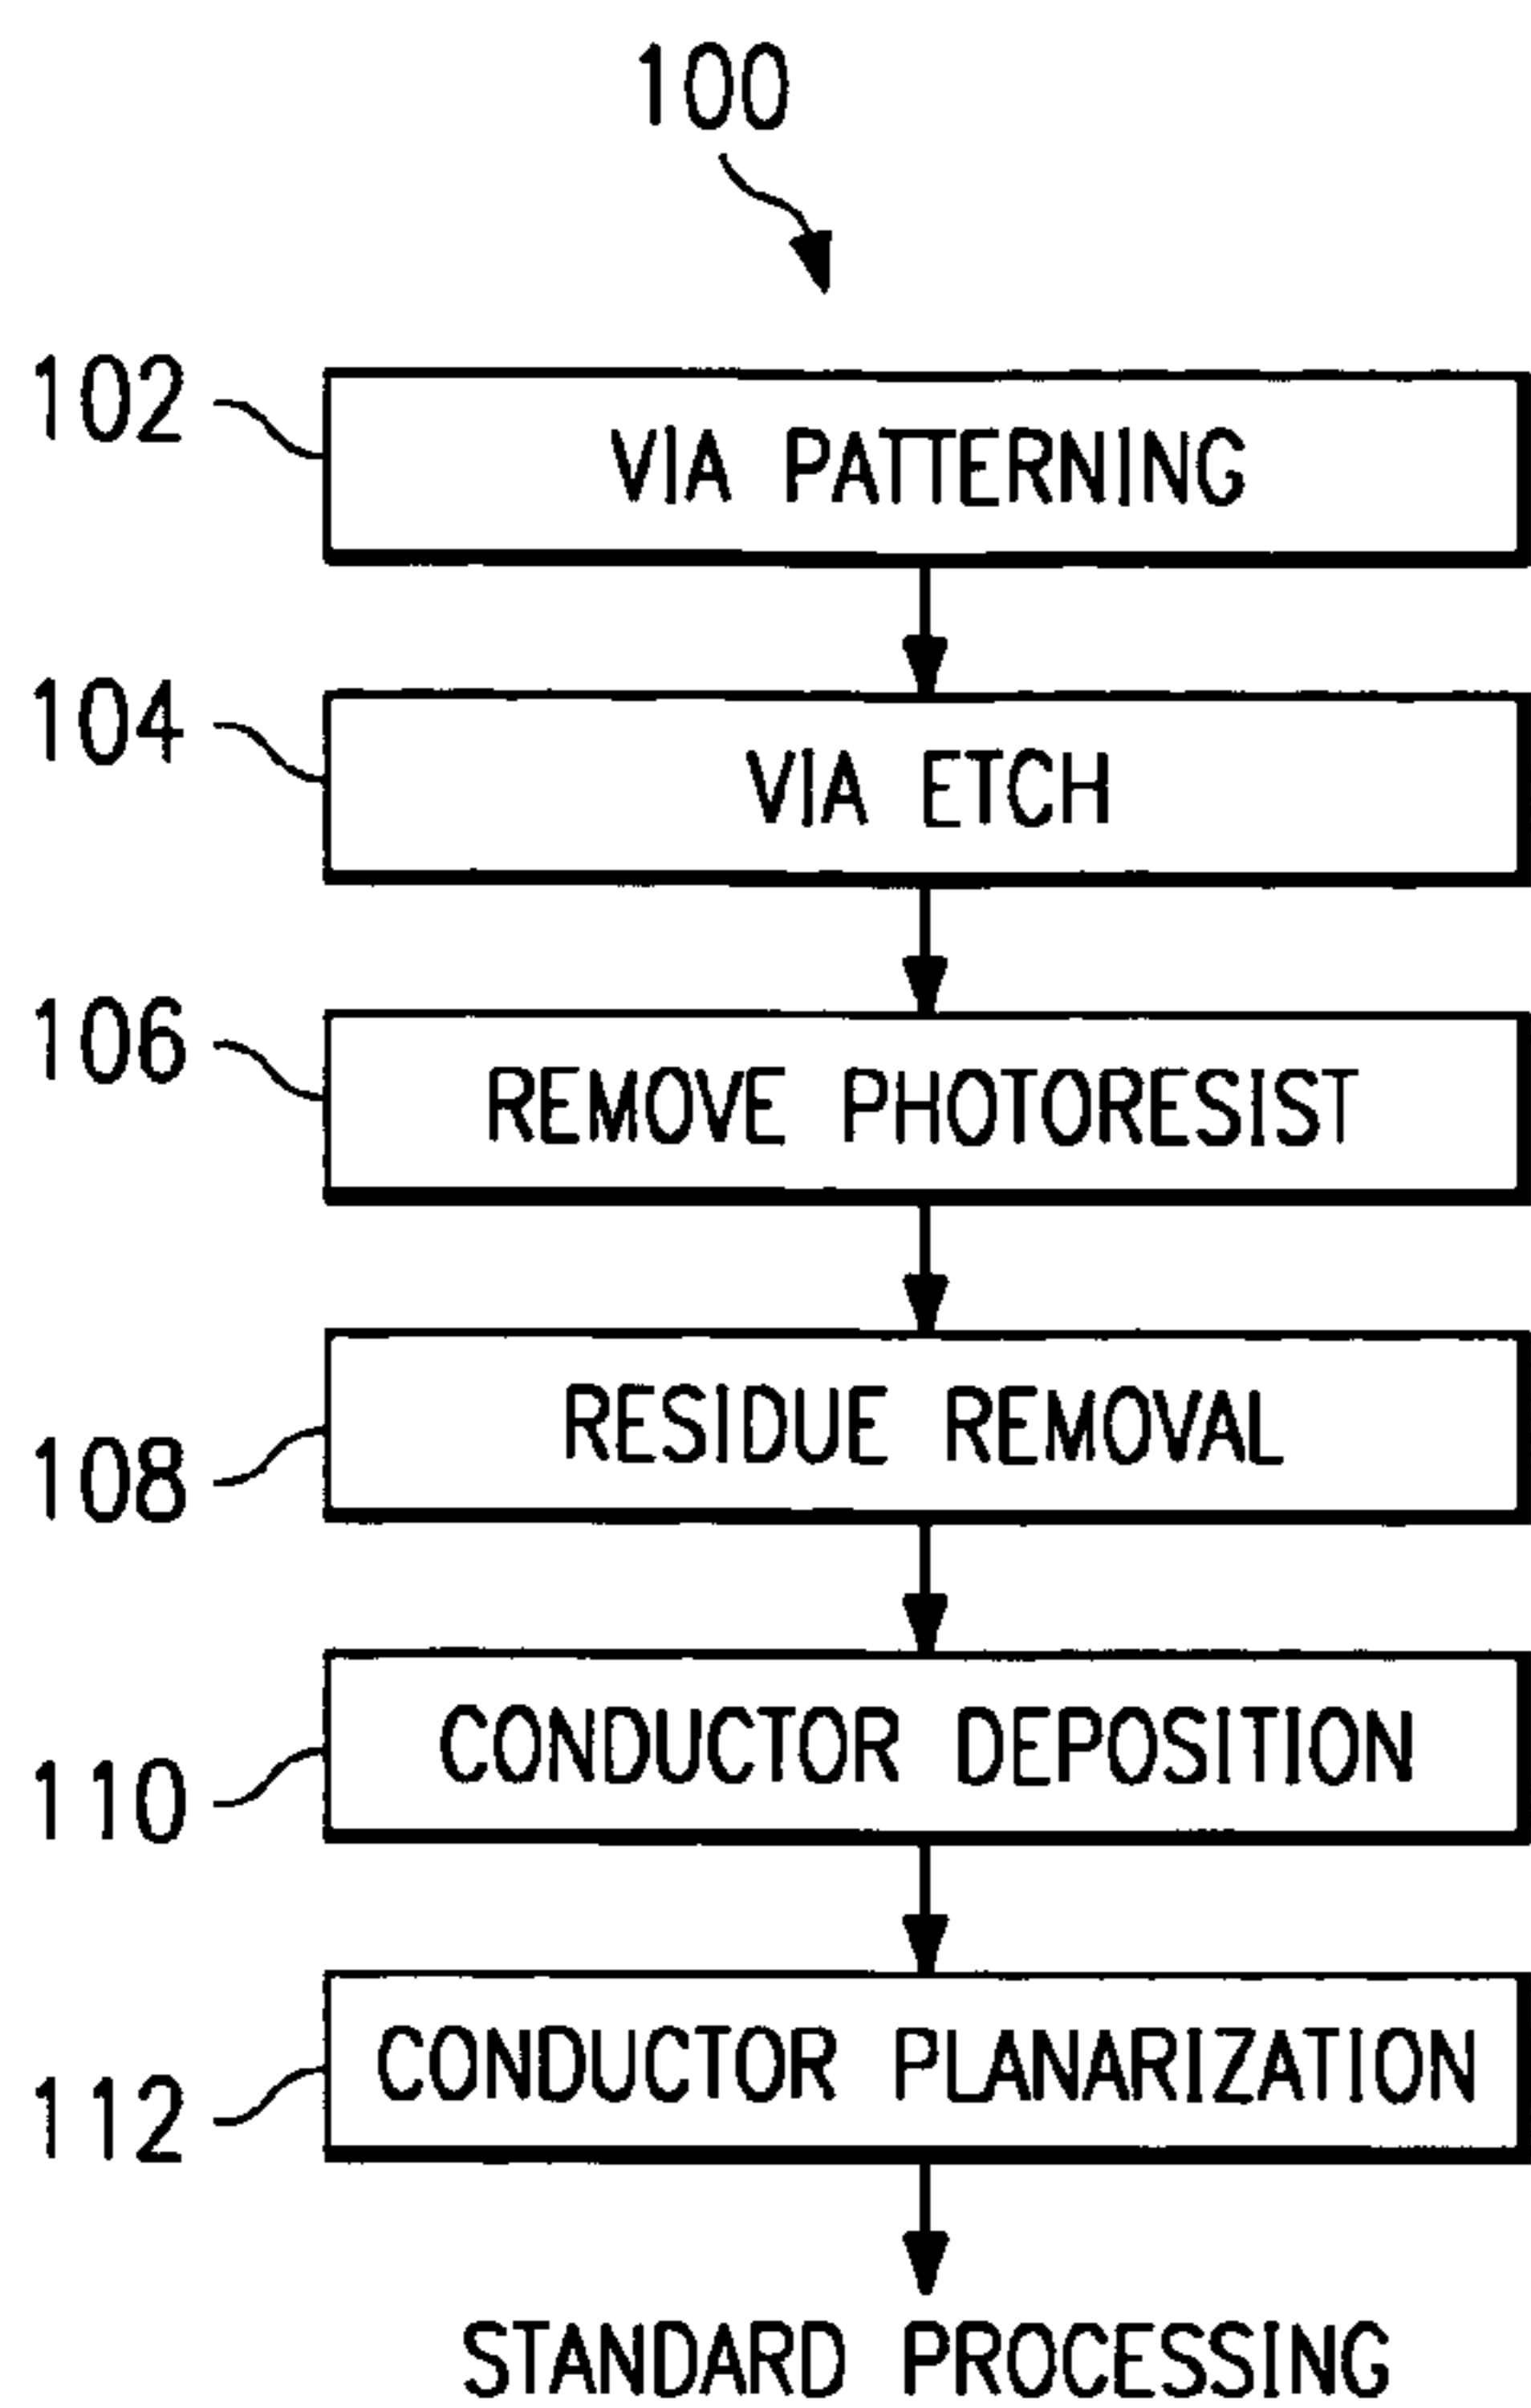 100
102
VIA PATTERNING
104
VIA ETCH
106
REMOVE PHOTORESIST
108
RESIDUE REMOVAL
110
CONDUCTOR DEPOSITION
112
CONDUCTOR PLANARIZATION
STANDARD PROCESSING